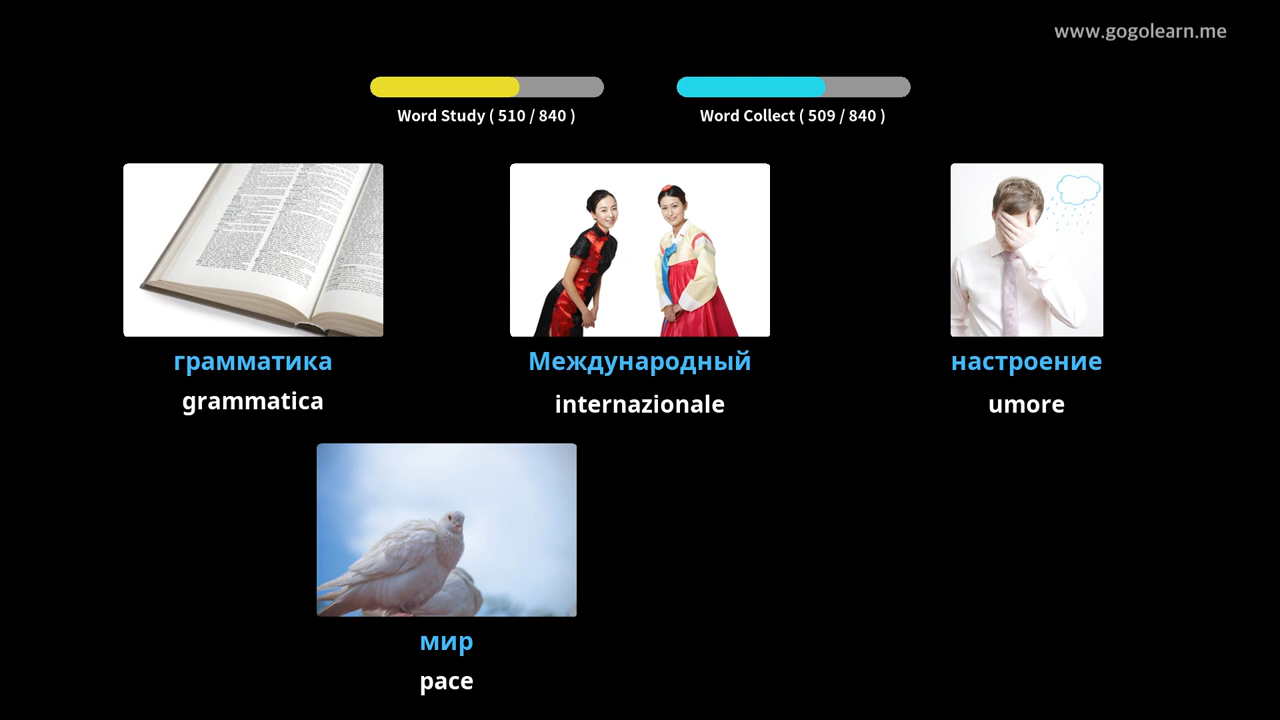 www.gogolearn.me
Word Study ( 510 / 840 )
Word Collect ( 509 / 840 )
грамматика
grammatica
Международный
internazionale
настроение
umore
мир
pace